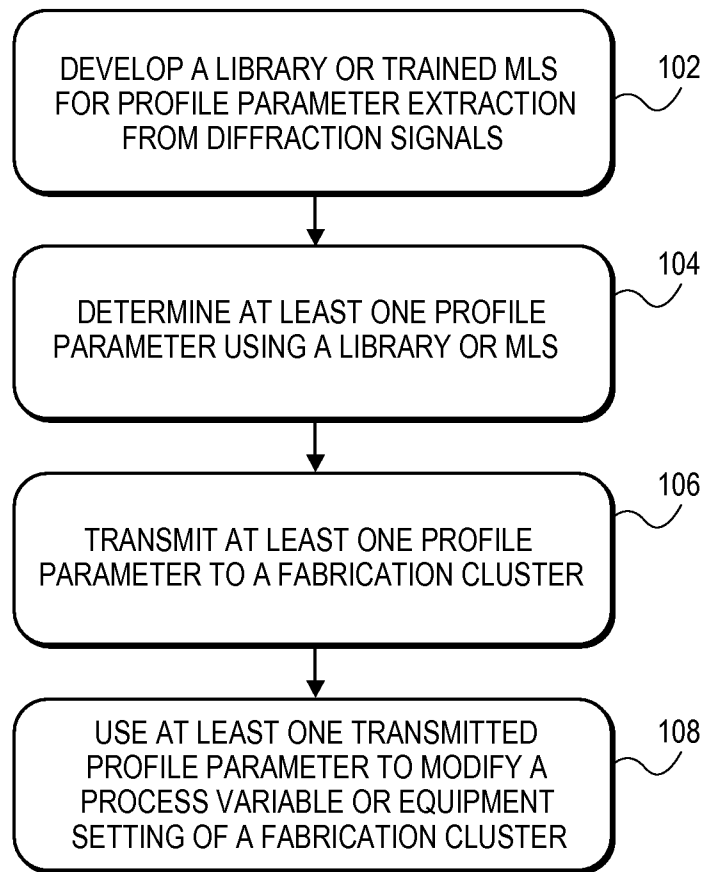 DEVELOP A LIBRARY OR TRAINED MLS
FOR PROFILE PARAMETER EXTRACTION
FROM DIFFRACTION SIGNALS
102
DETERMINE AT LEAST ONE PROFILE
PARAMETER USING A LIBRARY OR MLS
104
TRANSMIT AT LEAST ONE PROFILE
PARAMETER TO A FABRICATION CLUSTER
106
USE AT LEAST ONE TRANSMITTED
PROFILE PARAMETER TO MODIFY A
PROCESS VARIABLE OR EQUIPMENT
SETTING OF A FABRICATION CLUSTER
108